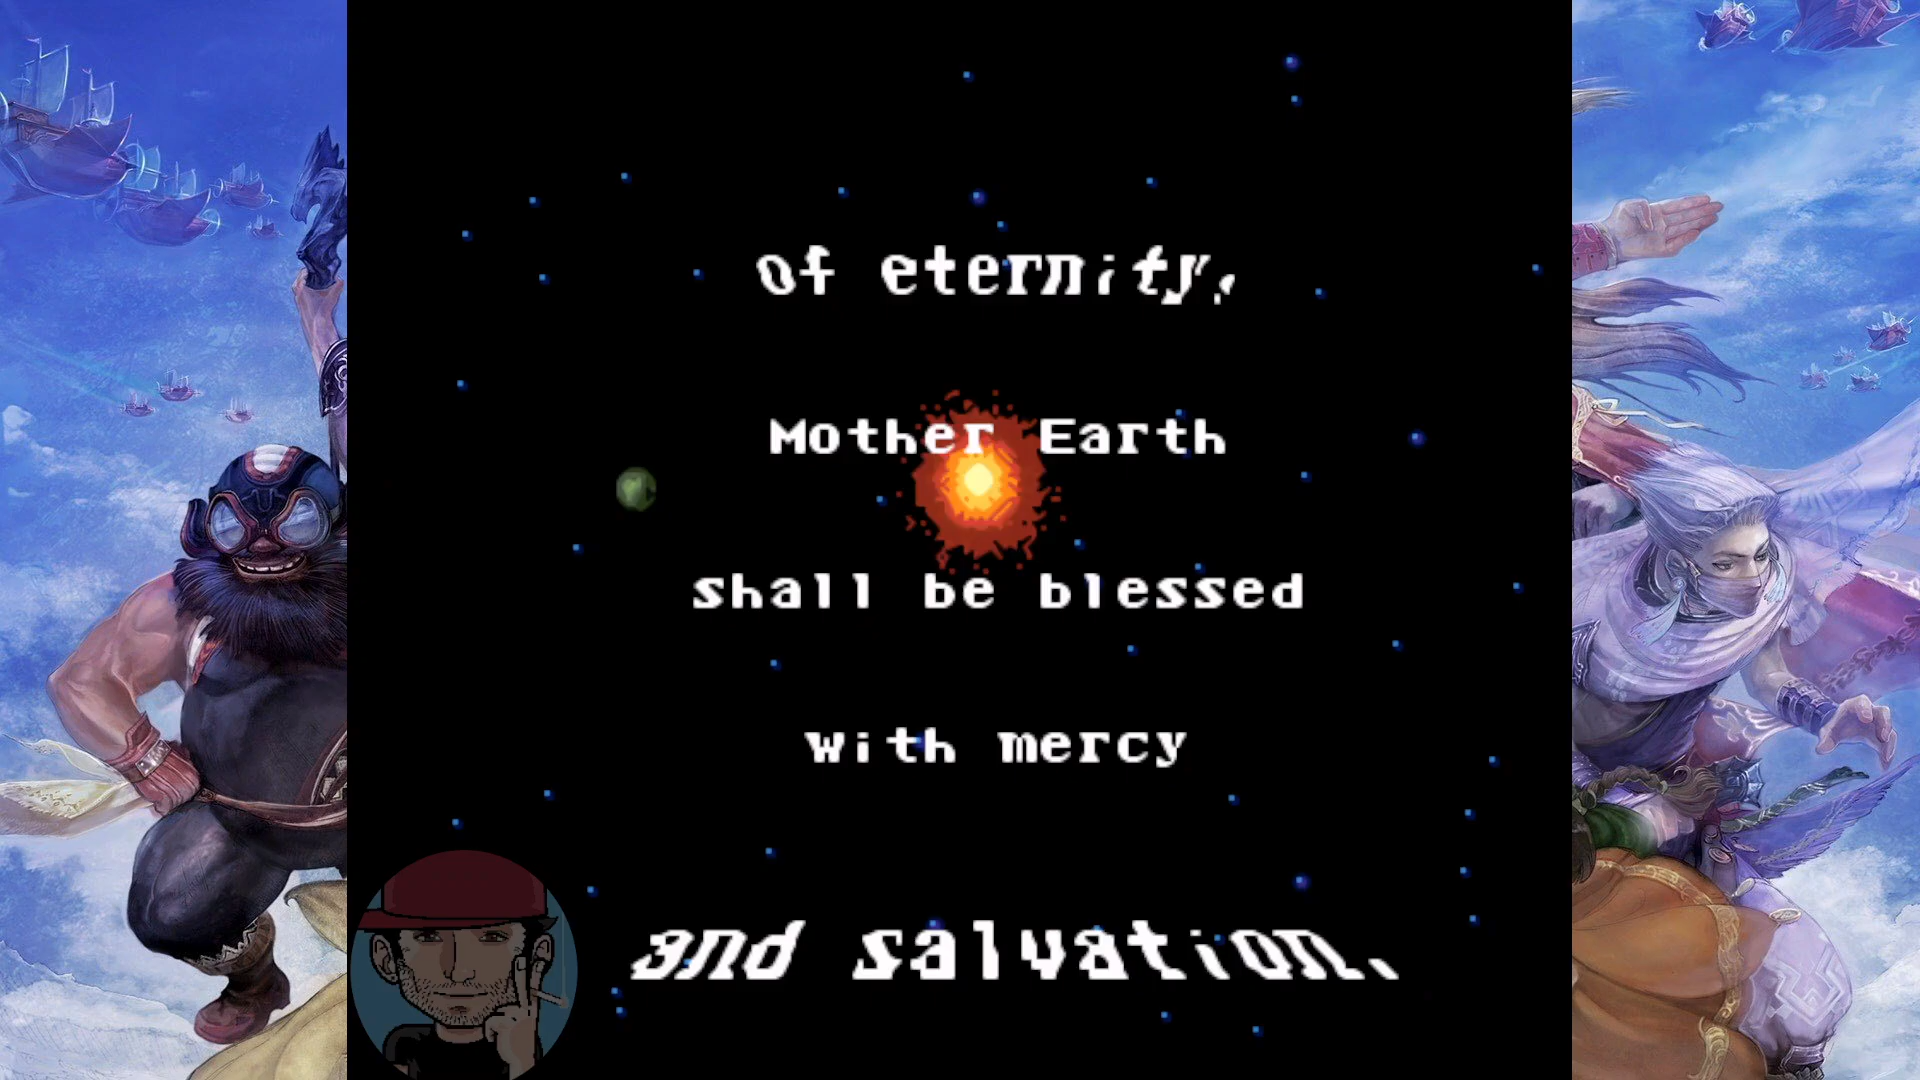 of eternity,
Mother Earth
shall be blessed
with mercy
and salvation.